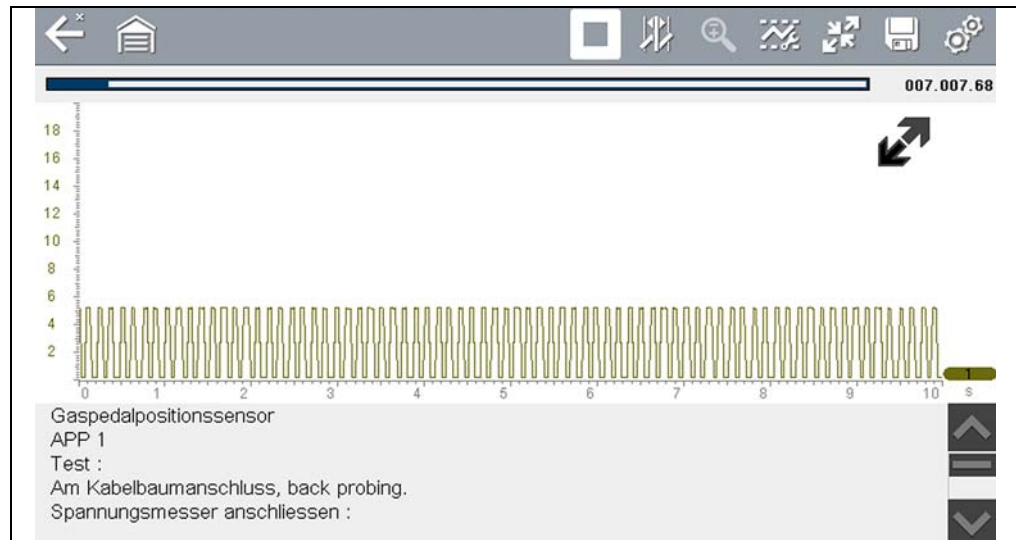 007.007.68
18
16
14
12
10
8
6
4
2
1
0 1 2 3 4 5 6 7 8 9 10 s
Gaspedalpositionssensor
APP 1
Test :
Am Kabelbaumanschluss, back probing.
Spannungsmesser anschliessen :